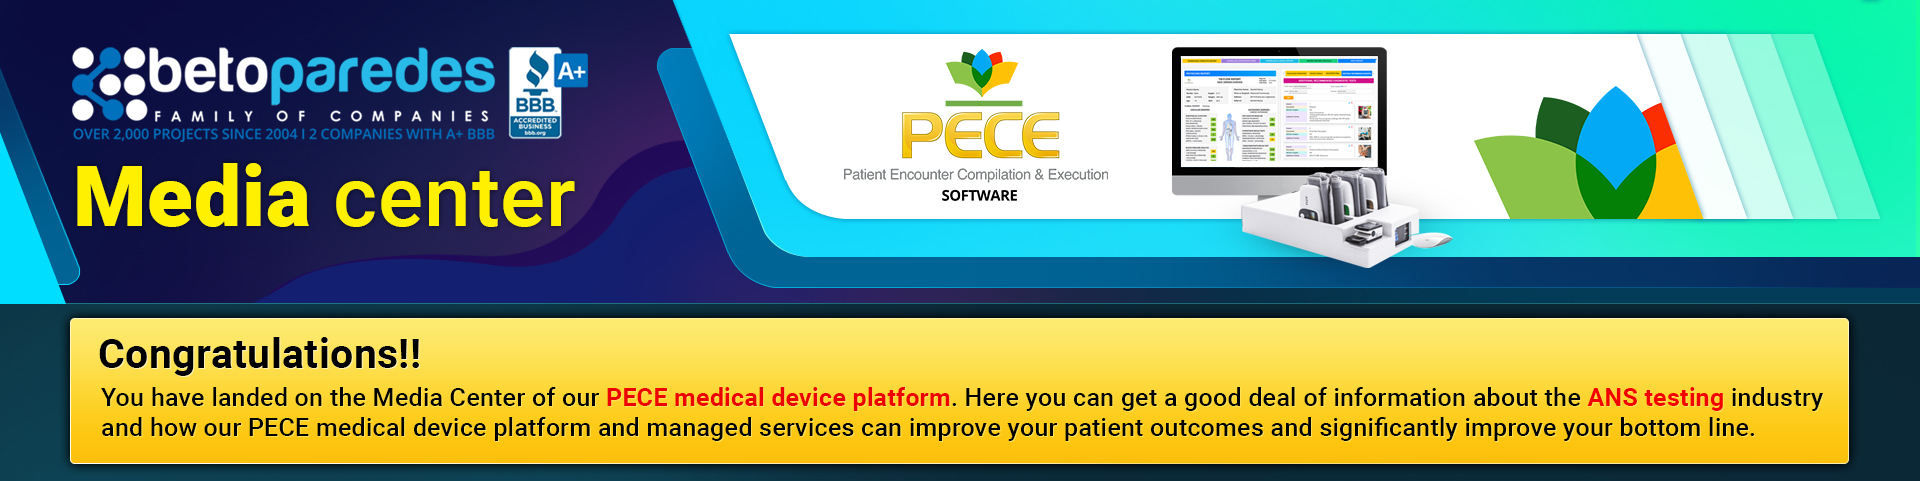 betoparedes
FAMILY OF COMPANIES
OVER 2,000 PROJECTS SINCE 2004 I 2 COMPANIES WITH A+ BBB
BBB
ACCREDITED
BUSINESS
bbb.org
A+
Media center
PECE
Patient Encounter Compilation & Execution
SOFTWARE
Congratulations!!
You have landed on the Media Center of our PECE medical device platform. Here you can get a good deal of information about the ANS testing industry
and how our PECE medical device platform and managed services can improve your patient outcomes and significantly improve your bottom line.